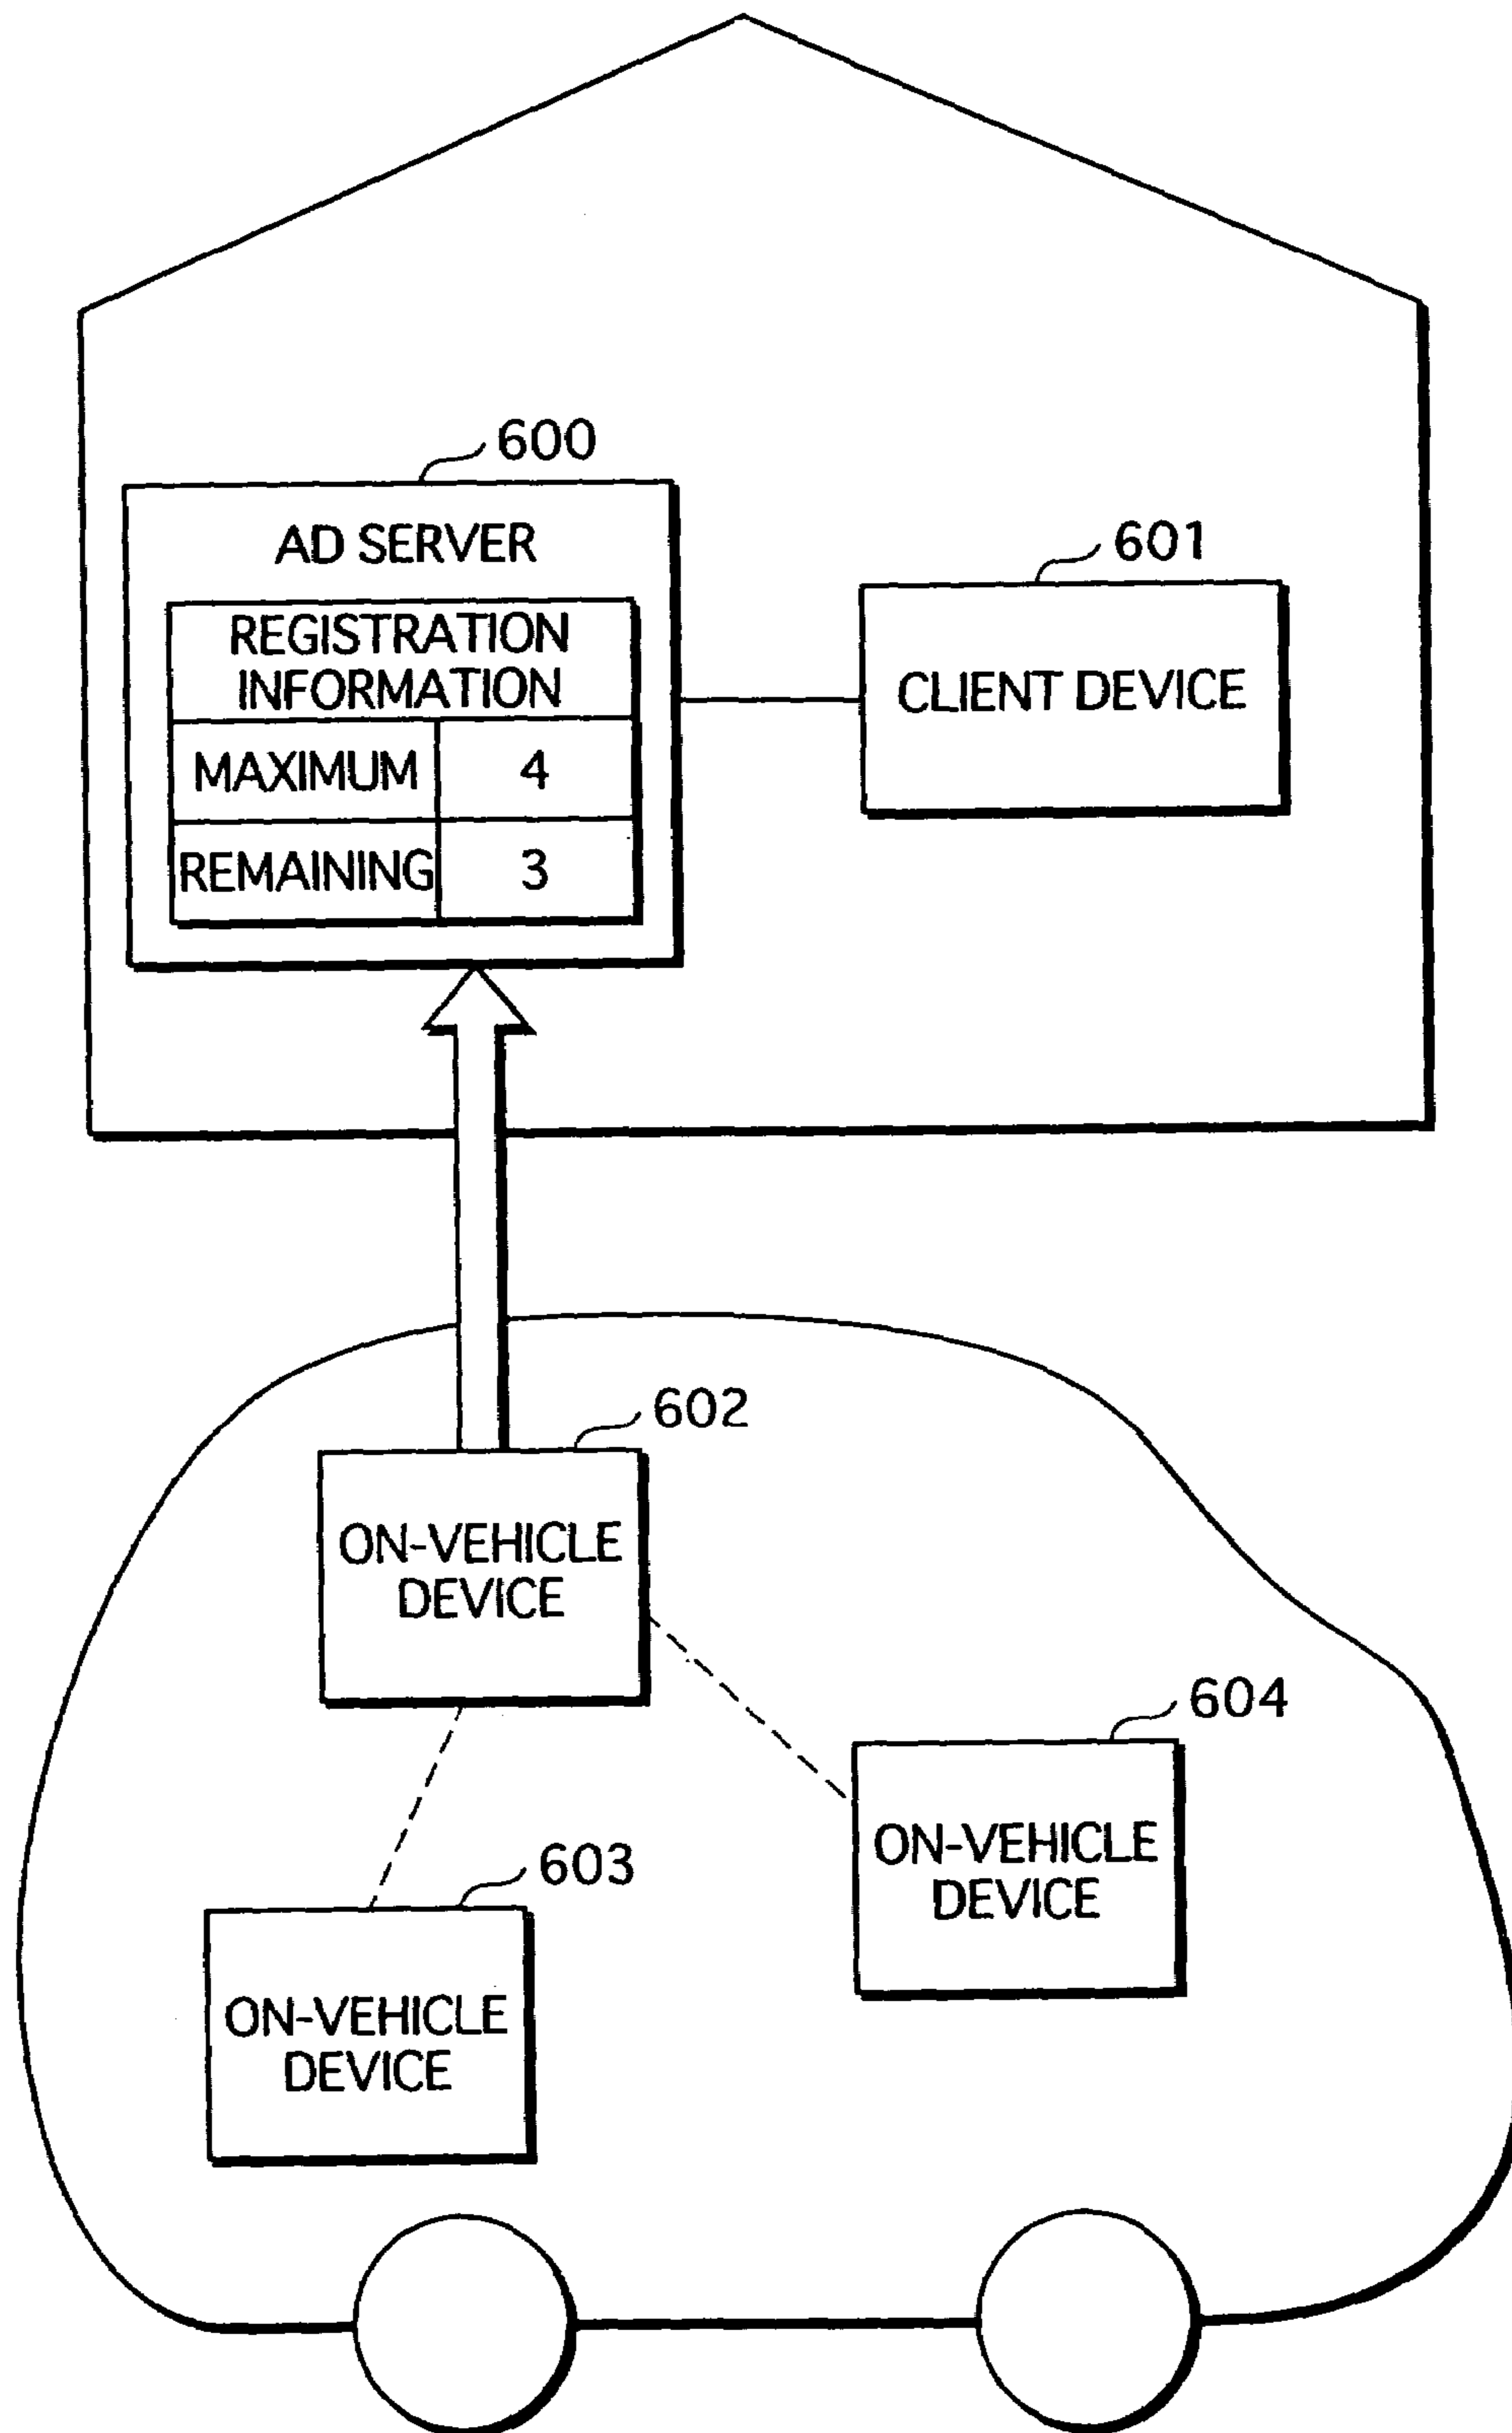 600
AD SERVER
601
REGISTRATION
INFORMATION
CLIENT DEVICE
MAXIMUM 4
REMAINING 3
602
ON-VEHICLE
DEVICE
604
ON-VEHICLE
DEVICE
603
ON-VEHICLE
DEVICE